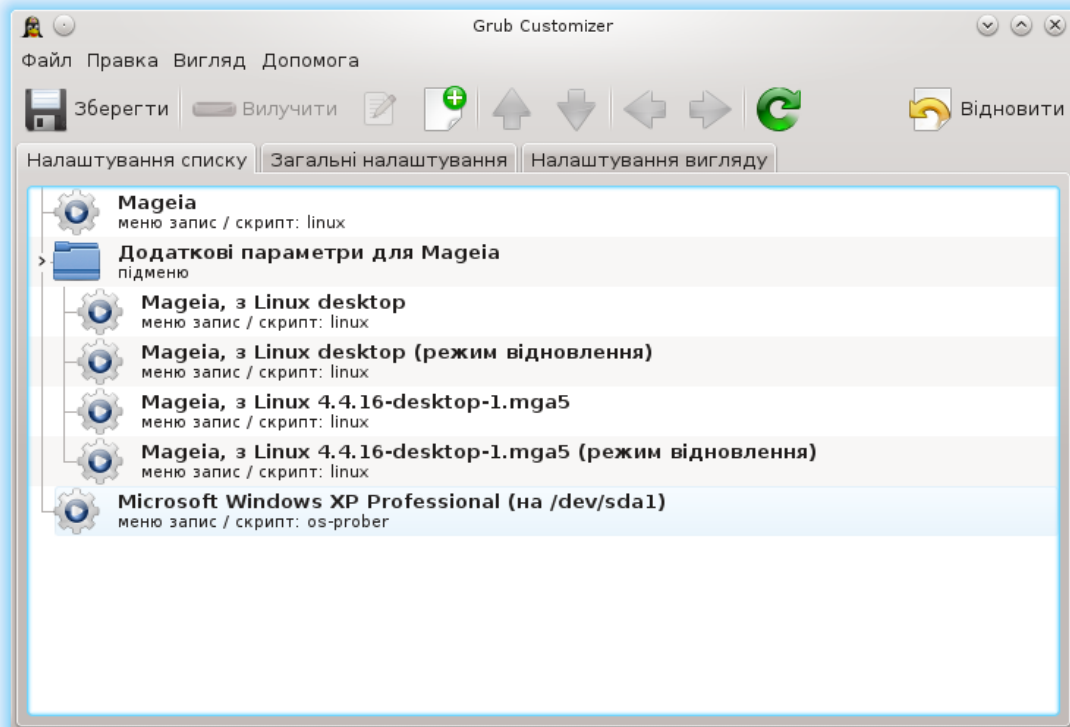 Grub Customizer
Файл Правка Вигляд Допомога
Зберегти Вилучити Відновити
Налаштування списку Загальні налаштування Налаштування вигляду
Mageia
меню запис / скрипт: linux
Додаткові параметри для Mageia
підменю
Mageia, з Linux desktop
меню запис / скрипт: linux
Mageia, з Linux desktop (режим відновлення)
меню запис / скрипт: linux
Mageia, з Linux 4.4.16-desktop-1.mga5
меню запис / скрипт: linux
Mageia, з Linux 4.4.16-desktop-1.mga5 (режим відновлення)
меню запис / скрипт: linux
Microsoft Windows XP Professional (на /dev/sda1)
меню запис / скрипт: os-prober